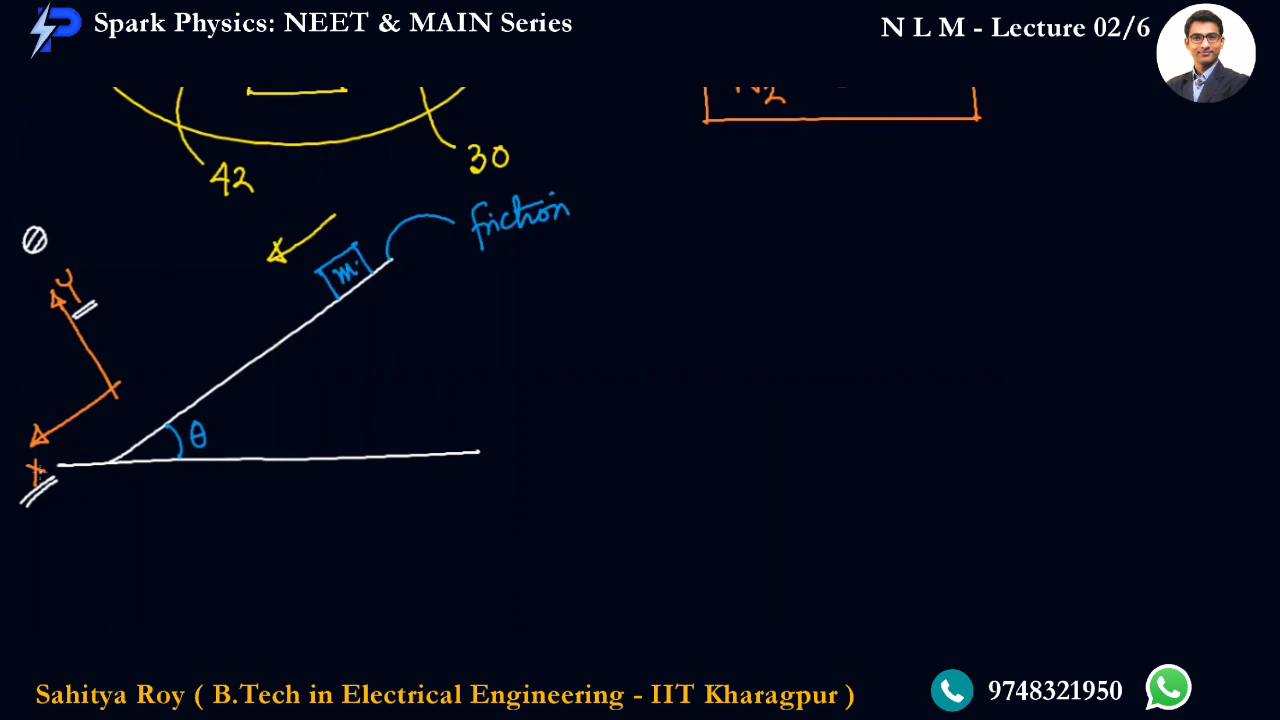 Spark Physics: NEET & MAIN Series
N L M - Lecture 02/6
N2
42
30
friction
m
Y
θ
X
Sahitya Roy ( B.Tech in Electrical Engineering - IIT Kharagpur )
9748321950